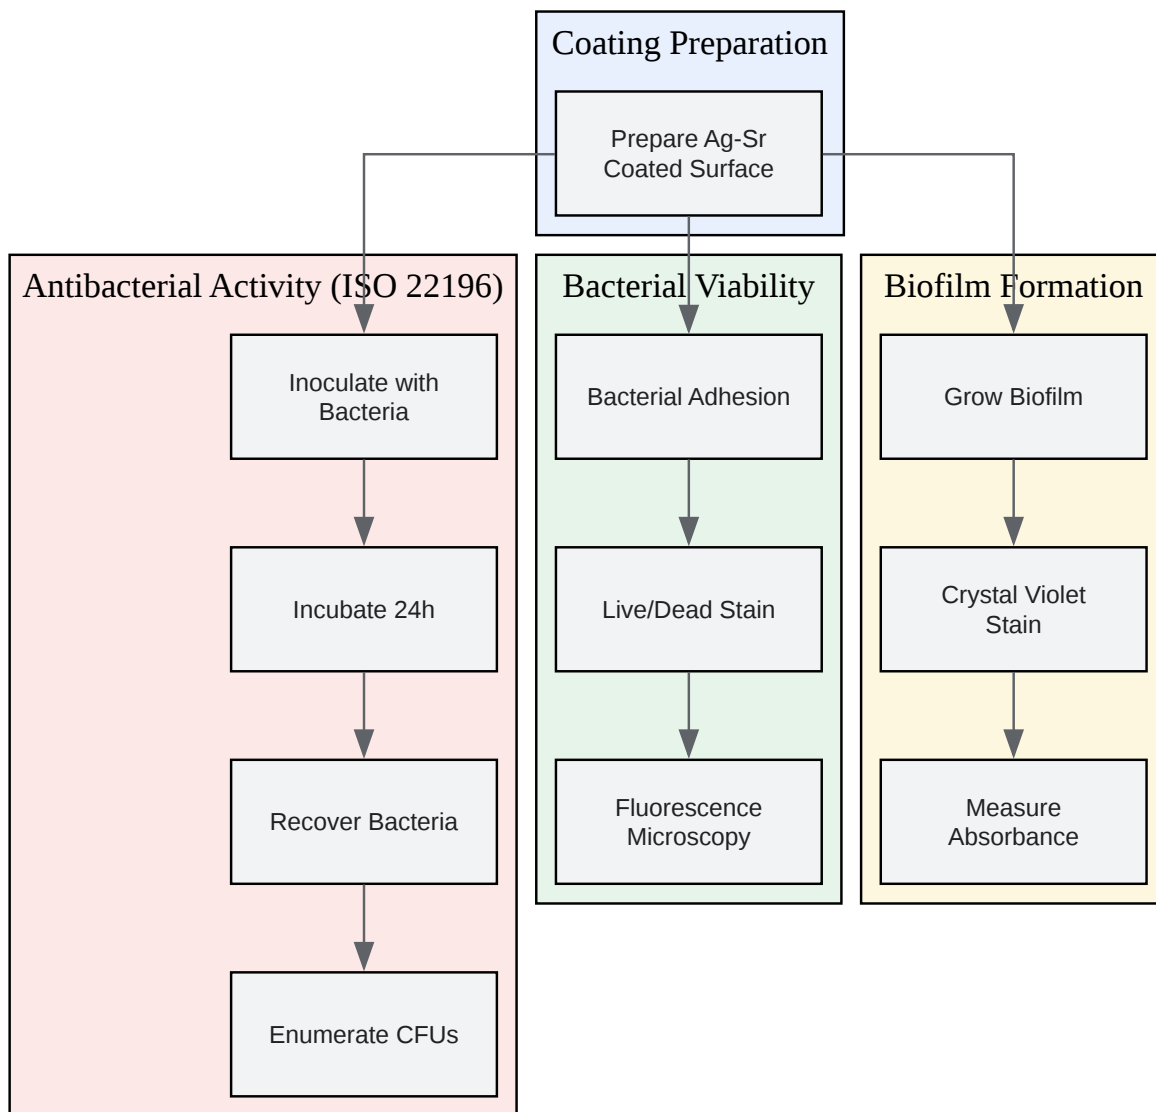 Coating Preparation
Prepare Ag-Sr
Coated Surface
Antibacterial Activity (ISO 22196)
Inoculate with
Bacteria
Incubate 24h
Recover Bacteria
Enumerate CFUs
Bacterial Viability
Bacterial Adhesion
Live/Dead Stain
Fluorescence
Microscopy
Biofilm Formation
Grow Biofilm
Crystal Violet
Stain
Measure
Absorbance